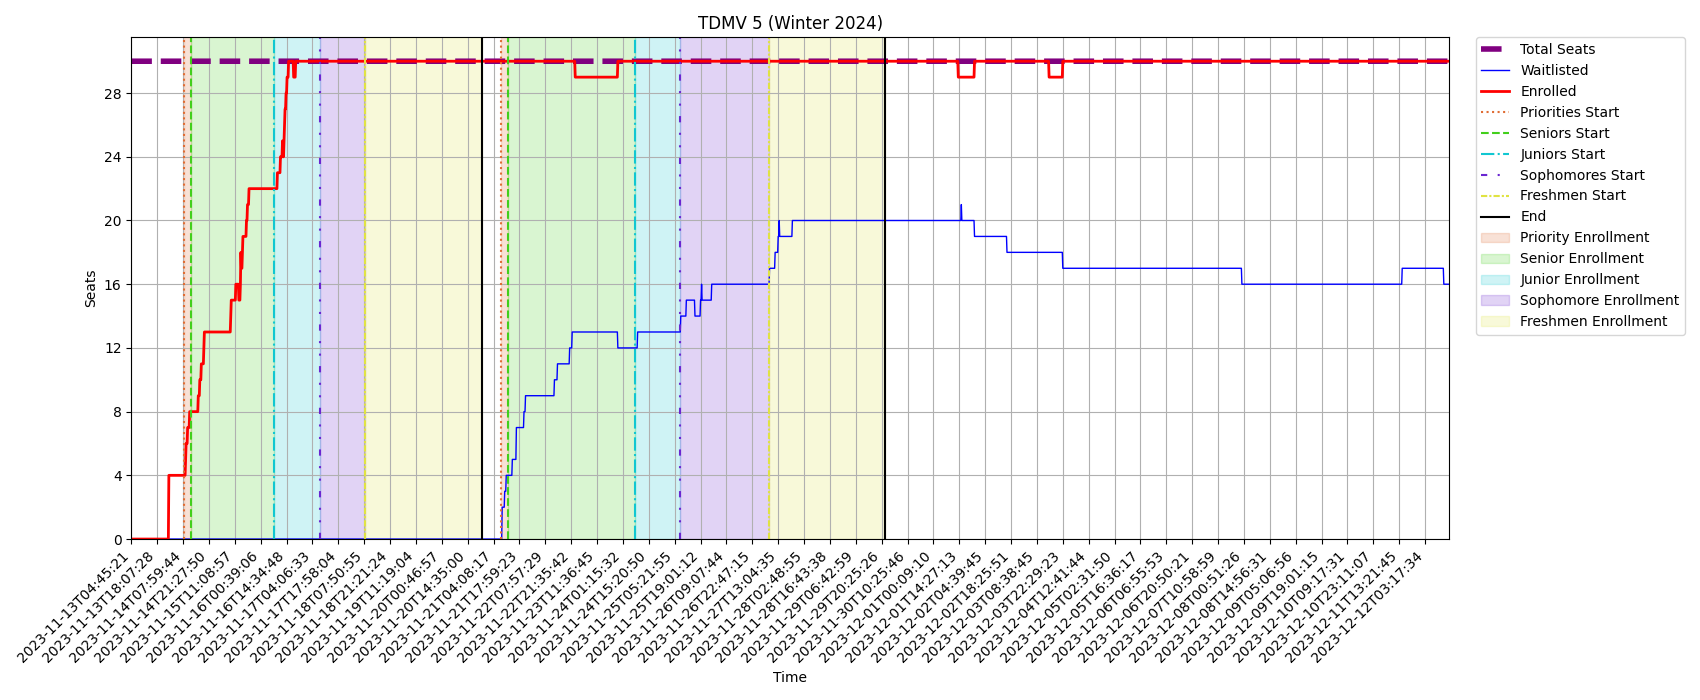 TDMV 5 (Winter 2024)
Seats
28
24
20
16
12
8
4
0
2023-11-13T04:45:21
2023-11-13T18:07:28
2023-11-14T07:59:44
2023-11-14T21:27:50
2023-11-15T11:08:57
2023-11-16T00:39:06
2023-11-16T14:34:48
2023-11-17T04:06:33
2023-11-17T17:58:04
2023-11-18T07:50:55
2023-11-18T21:21:24
2023-11-19T11:19:04
2023-11-20T00:46:57
2023-11-20T14:35:00
2023-11-21T04:08:17
2023-11-21T17:59:23
2023-11-22T07:57:29
2023-11-22T21:35:42
2023-11-23T11:36:45
2023-11-24T01:15:32
2023-11-24T15:20:50
2023-11-25T05:21:55
2023-11-25T19:01:12
2023-11-26T09:07:44
2023-11-26T22:47:15
2023-11-27T13:04:35
2023-11-28T02:48:55
2023-11-28T16:43:38
2023-11-29T06:42:59
2023-11-29T20:25:26
2023-11-30T10:25:46
2023-12-01T00:09:10
2023-12-01T14:27:13
2023-12-02T04:39:45
2023-12-02T18:25:51
2023-12-03T08:38:45
2023-12-03T22:29:23
2023-12-04T12:41:44
2023-12-05T02:31:50
2023-12-05T16:36:17
2023-12-06T06:55:53
2023-12-06T20:50:21
2023-12-07T10:58:59
2023-12-08T00:51:26
2023-12-08T14:56:31
2023-12-09T05:06:56
2023-12-09T19:01:15
2023-12-10T09:17:31
2023-12-10T23:11:07
2023-12-11T13:21:45
2023-12-12T03:17:34
Time
Total Seats
Waitlisted
Enrolled
Priorities Start
Seniors Start
Juniors Start
Sophomores Start
Freshmen Start
End
Priority Enrollment
Senior Enrollment
Junior Enrollment
Sophomore Enrollment
Freshmen Enrollment